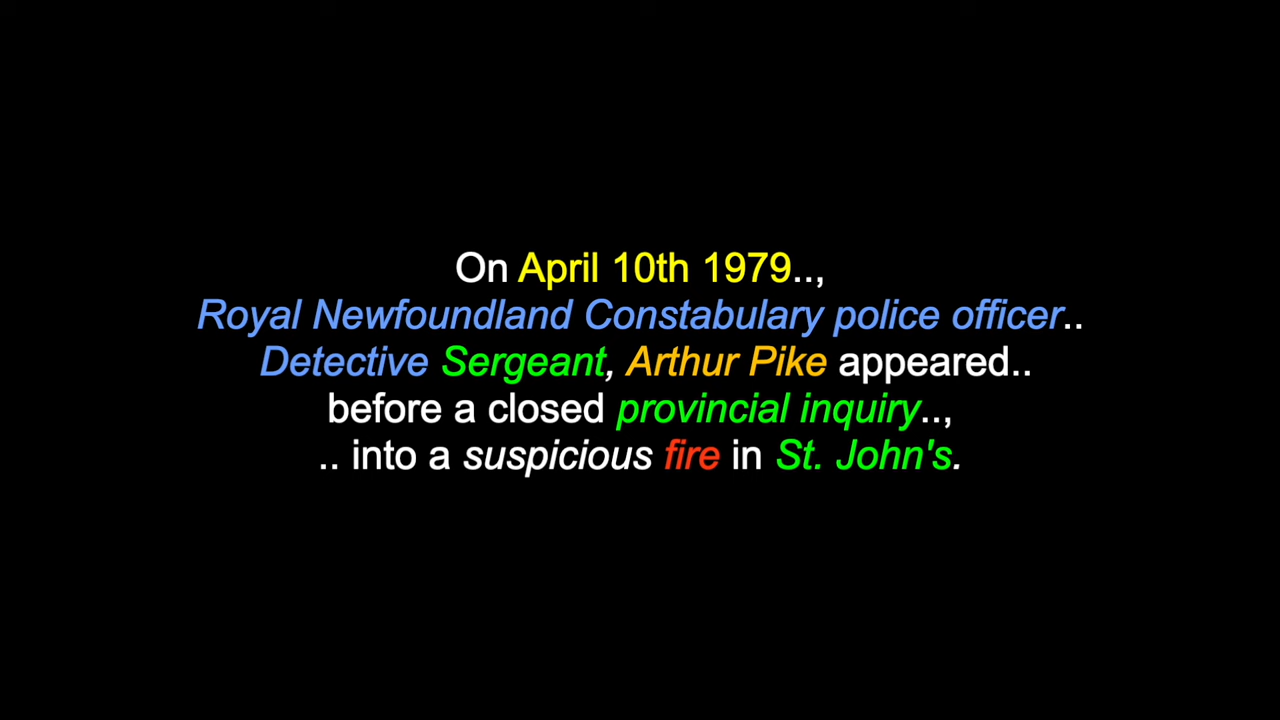 On April 10th 1979..,
Royal Newfoundland Constabulary police officer..
Detective Sergeant, Arthur Pike appeared..
before a closed provincial inquiry..,
.. into a suspicious fire in St. John's.